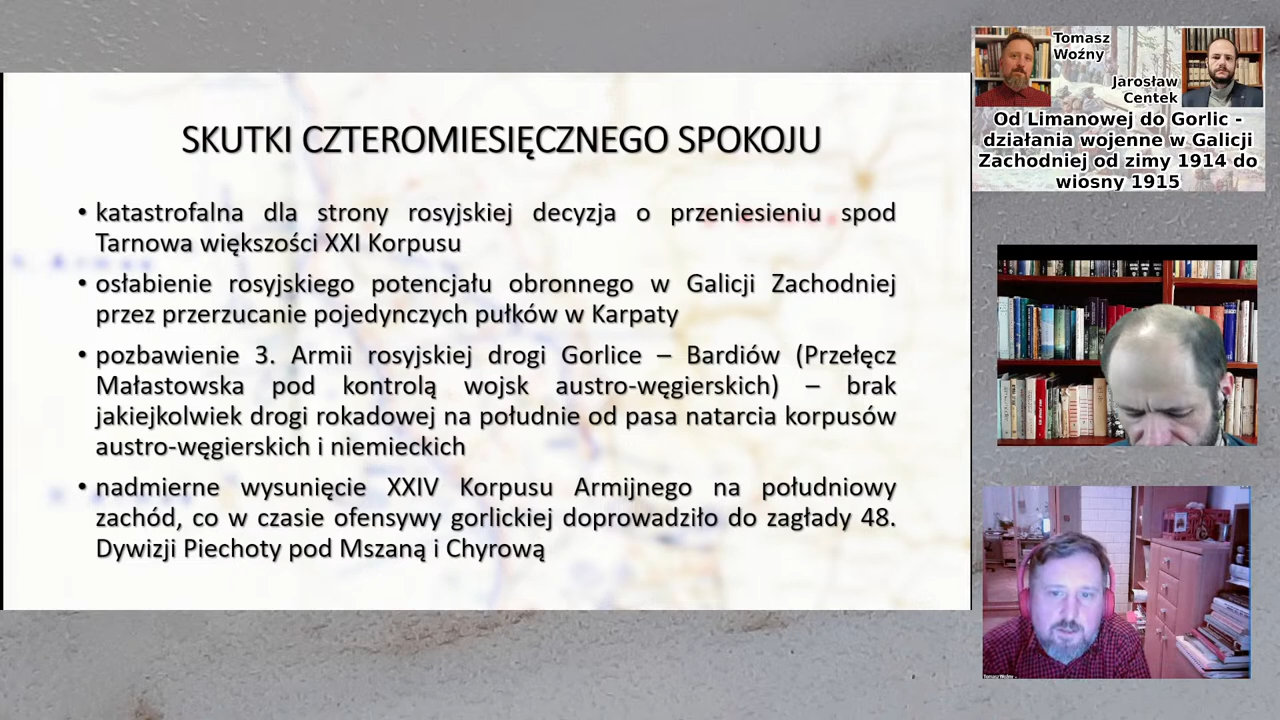 SKUTKI CZTEROMIESIĘCZNEGO SPOKOJU
• katastrofalna dla strony rosyjskiej decyzja o przeniesieniu spod
Tarnowa większości XXI Korpusu
• osłabienie rosyjskiego potencjału obronnego w Galicji Zachodniej
przez przerzucanie pojedynczych pułków w Karpaty
• pozbawienie 3. Armii rosyjskiej drogi Gorlice – Bardiów (Przełęcz
Małastowska pod kontrolą wojsk austro-węgierskich) – brak
jakiejkolwiek drogi rokadowej na południe od pasa natarcia korpusów
austro-węgierskich i niemieckich
• nadmierne wysunięcie XXIV Korpusu Armijnego na południowy
zachód, co w czasie ofensywy gorlickiej doprowadziło do zagłady 48.
Dywizji Piechoty pod Mszaną i Chyrową
Tomasz
Woźny
Jarosław
Centek
Od Limanowej do Gorlic -
działania wojenne w Galicji
Zachodniej od zimy 1914 do
wiosny 1915
Tomasz Woźny